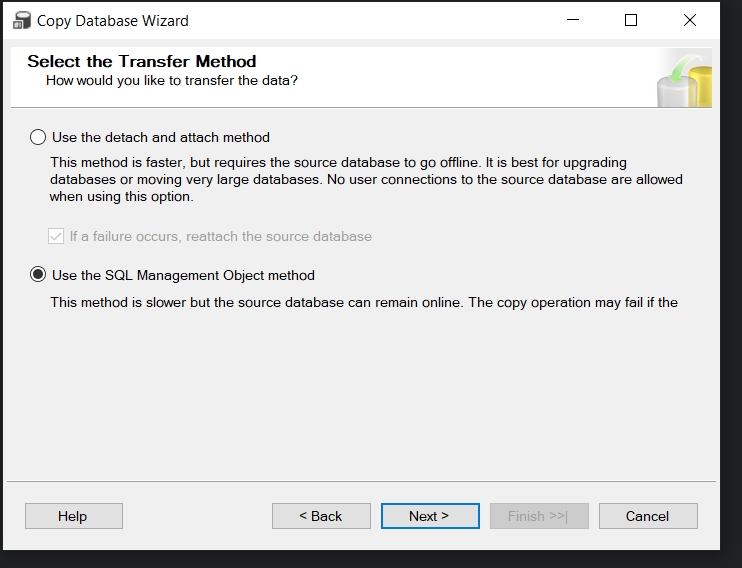 Copy Database Wizard
Select the Transfer Method
How would you like to transfer the data?
Use the detach and attach method
This method is faster, but requires the source database to go offline. It is best for upgrading
databases or moving very large databases. No user connections to the source database are allowed
when using this option.
If a failure occurs, reattach the source database
Use the SQL Management Object method
This method is slower but the source database can remain online. The copy operation may fail if the
Help
< Back
Next >
Finish >>|
Cancel